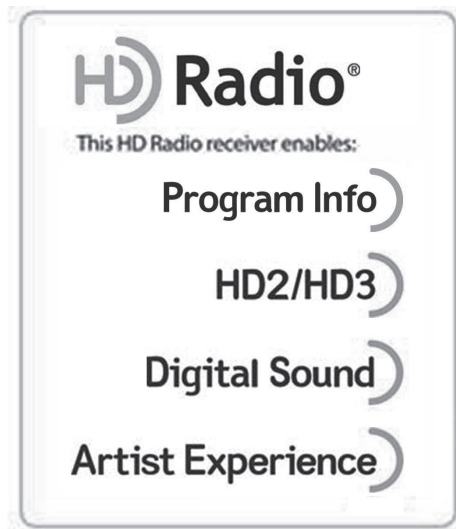 HD Radio®
This HD Radio receiver enables:
Program Info
HD2/HD3
Digital Sound
Artist Experience